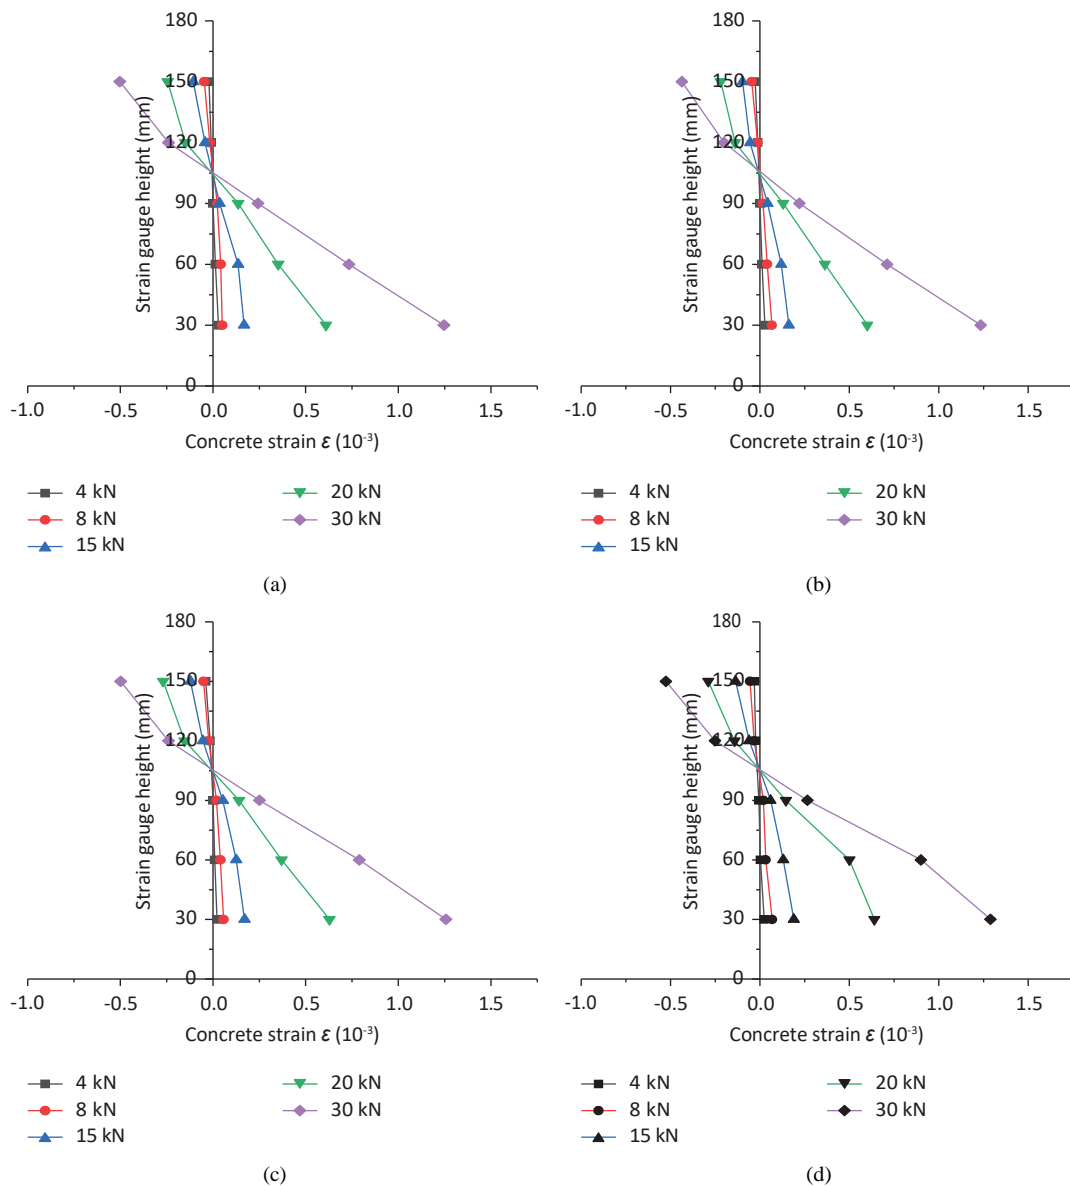 180
150
120
90
60
30
0
Strain gauge height (mm)
-1.0 -0.5 0.0 0.5 1.0 1.5
Concrete strain ε (10⁻³)
4 kN
8 kN
15 kN
20 kN
30 kN
(a)
180
150
120
90
60
30
0
Strain gauge height (mm)
-1.0 -0.5 0.0 0.5 1.0 1.5
Concrete strain ε (10⁻³)
4 kN
8 kN
15 kN
20 kN
30 kN
(b)
180
150
120
90
60
30
0
Strain gauge height (mm)
-1.0 -0.5 0.0 0.5 1.0 1.5
Concrete strain ε (10⁻³)
4 kN
8 kN
15 kN
20 kN
30 kN
(c)
180
150
120
90
60
30
0
Strain gauge height (mm)
-1.0 -0.5 0.0 0.5 1.0 1.5
Concrete strain ε (10⁻³)
4 kN
8 kN
15 kN
20 kN
30 kN
(d)